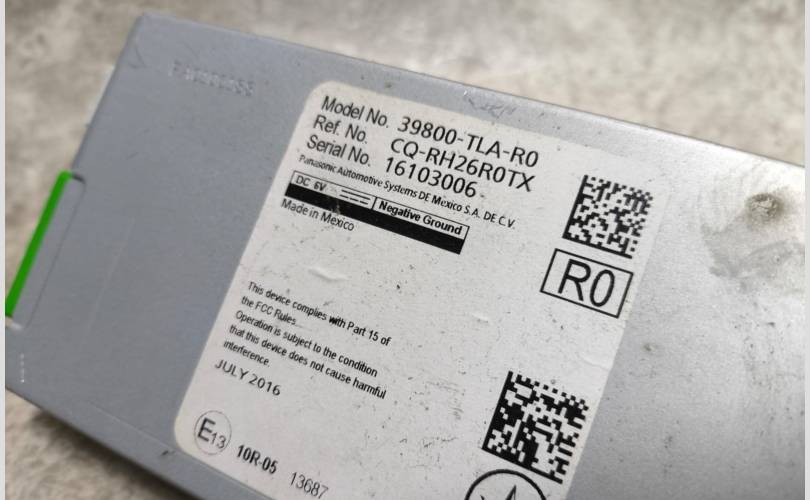 Model No. 39800-TLA-R0
Ref. No. CQ-RH26R0TX
Serial No. 16103006
Panasonic Automotive Systems DE Mexico S.A. DE C.V.
DC 6V Negative Ground
Made in Mexico
R0
This device complies with Part 15 of
the FCC Rules.
Operation is subject to the condition
that this device does not cause harmful
interference.
JULY 2016
E13 10R-05 13687